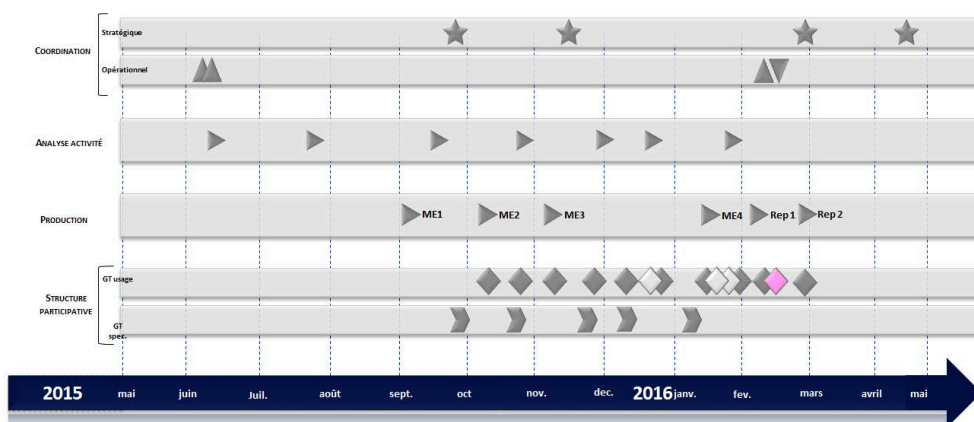 Stratégique
COORDINATION
Opérationnel
ANALYSE ACTIVITÉ
PRODUCTION
ME1
ME2
ME3
ME4
Rep 1
Rep 2
GT usage
STRUCTURE
PARTICIPATIVE
GT
spec.
2015 mai juin Juil. août sept. oct nov. dec. 2016 janv. fev. mars avril mai